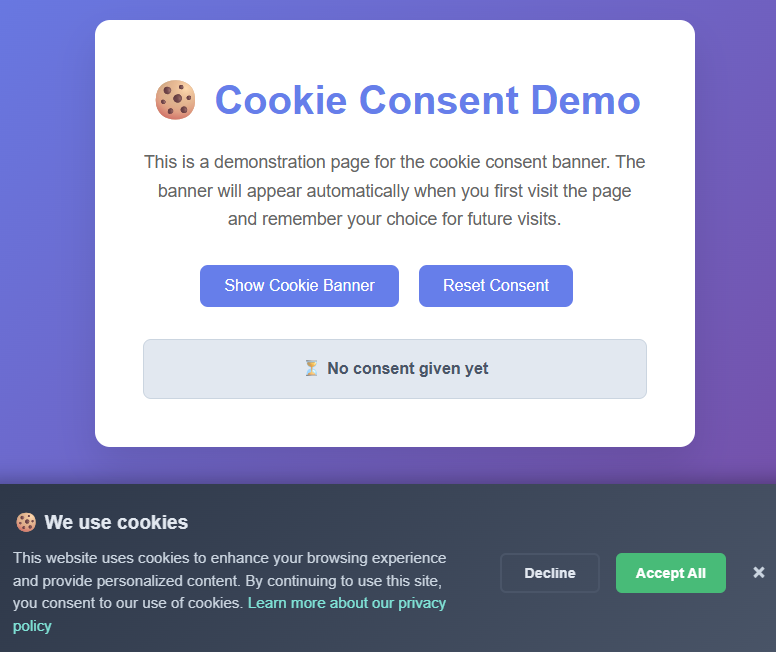 🍪 Cookie Consent Demo
This is a demonstration page for the cookie consent banner. The
banner will appear automatically when you first visit the page
and remember your choice for future visits.
Show Cookie Banner
Reset Consent
⏳ No consent given yet
🍪 We use cookies
This website uses cookies to enhance your browsing experience
and provide personalized content. By continuing to use this site,
you consent to our use of cookies. Learn more about our privacy
policy
Decline
Accept All
×